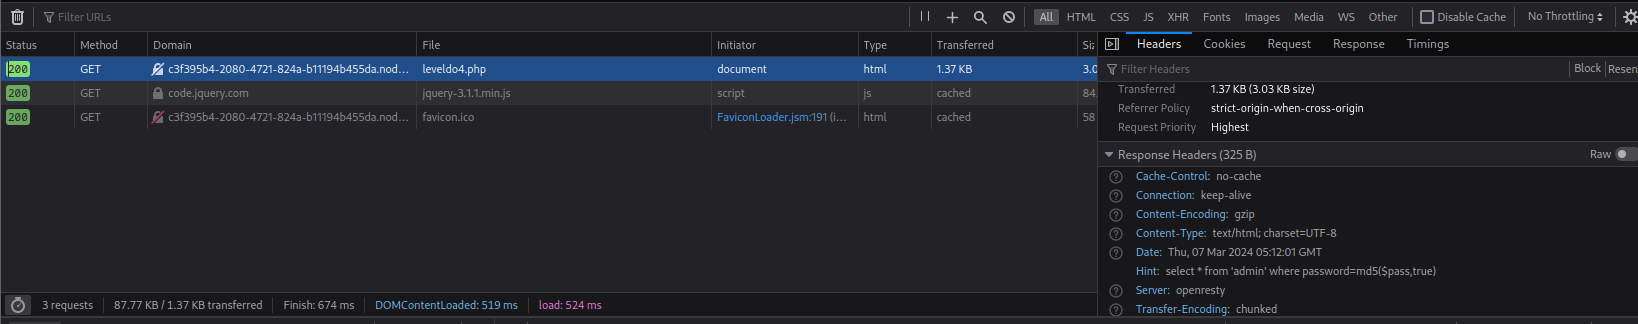 Filter URLs
All HTML CSS JS XHR Fonts Images Media WS Other Disable Cache No Throttling
Status Method Domain File Initiator Type Transferred
200 GET c3f395b4-2080-4721-824a-b11194b455da.nod... leveldo4.php document html 1.37 KB 3.0
200 GET code.jquery.com jquery-3.1.1.min.js script js cached 84.
200 GET c3f395b4-2080-4721-824a-b11194b455da.nod... favicon.ico FaviconLoader.jsm:191 (i... html cached 58
3 requests 87.77 KB / 1.37 KB transferred Finish: 674 ms DOMContentLoaded: 519 ms load: 524 ms
Headers Cookies Request Response Timings
Filter Headers Block Resen
Transferred 1.37 KB (3.03 KB size)
Referrer Policy strict-origin-when-cross-origin
Request Priority Highest
Response Headers (325 B) Raw
Cache-Control: no-cache
Connection: keep-alive
Content-Encoding: gzip
Content-Type: text/html; charset=UTF-8
Date: Thu, 07 Mar 2024 05:12:01 GMT
Hint: select * from 'admin' where password=md5($pass,true)
Server: openresty
Transfer-Encoding: chunked